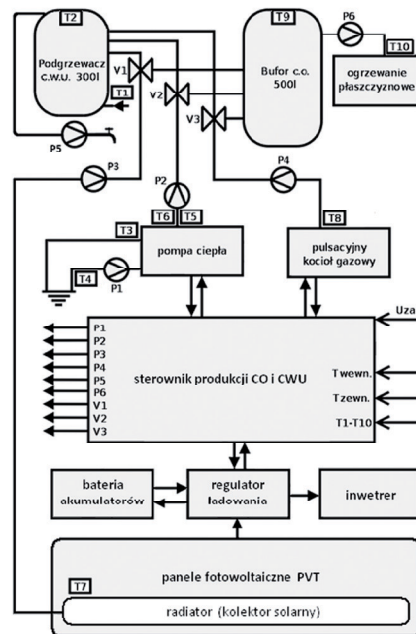 T2
Podgrzewacz
c.w.u. 300l
T1
P5
P3
V1
V2
V3
P2
T9
Bufor c.o.
500l
P6
T10
ogrzewanie
płaszczyznowe
P4
T3
T6
T5
T4
P1
pompa ciepła
T8
pulsacyjny
kocioł gazowy
P1
P2
P3
P4
P5
P6
V1
V2
V3
sterownik produkcji CO i CWU
Uza
Twewn.
Tzewn.
T1-T10
bateria
akumulatorów
regulator
ładowania
inwetrer
panele fotowoltaiczne PVT
T7
radiator (kolektor solarny)